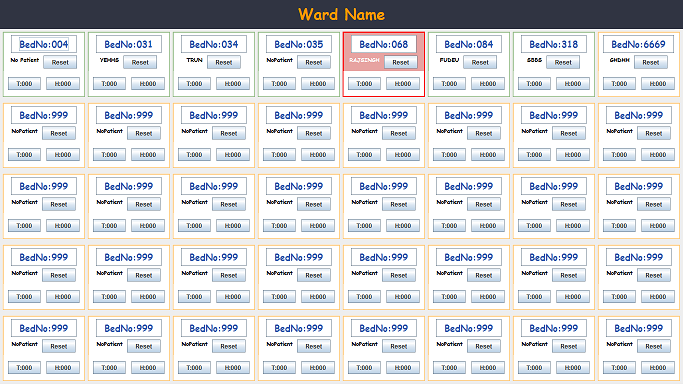 Ward Name
BedNo:004 BedNo:031 BedNo:034 BedNo:035 BedNo:068 BedNo:084 BedNo:318 BedNo:6669
No Patient Reset YEHMS Reset TRUN Reset NoPatient Reset RAJSINGH Reset FUDEU Reset SSBS Reset GHDHH Reset
T:000 H:000 T:000 H:000 T:000 H:000 T:000 H:000 T:000 H:000 T:000 H:000 T:000 H:000 T:000 H:000
BedNo:999 BedNo:999 BedNo:999 BedNo:999 BedNo:999 BedNo:999 BedNo:999 BedNo:999
NoPatient Reset NoPatient Reset NoPatient Reset NoPatient Reset NoPatient Reset NoPatient Reset NoPatient Reset NoPatient Reset
T:000 H:000 T:000 H:000 T:000 H:000 T:000 H:000 T:000 H:000 T:000 H:000 T:000 H:000 T:000 H:000
BedNo:999 BedNo:999 BedNo:999 BedNo:999 BedNo:999 BedNo:999 BedNo:999 BedNo:999
NoPatient Reset NoPatient Reset NoPatient Reset NoPatient Reset NoPatient Reset NoPatient Reset NoPatient Reset NoPatient Reset
T:000 H:000 T:000 H:000 T:000 H:000 T:000 H:000 T:000 H:000 T:000 H:000 T:000 H:000 T:000 H:000
BedNo:999 BedNo:999 BedNo:999 BedNo:999 BedNo:999 BedNo:999 BedNo:999 BedNo:999
NoPatient Reset NoPatient Reset NoPatient Reset NoPatient Reset NoPatient Reset NoPatient Reset NoPatient Reset NoPatient Reset
T:000 H:000 T:000 H:000 T:000 H:000 T:000 H:000 T:000 H:000 T:000 H:000 T:000 H:000 T:000 H:000
BedNo:999 BedNo:999 BedNo:999 BedNo:999 BedNo:999 BedNo:999 BedNo:999 BedNo:999
NoPatient Reset NoPatient Reset NoPatient Reset NoPatient Reset NoPatient Reset NoPatient Reset NoPatient Reset NoPatient Reset
T:000 H:000 T:000 H:000 T:000 H:000 T:000 H:000 T:000 H:000 T:000 H:000 T:000 H:000 T:000 H:000